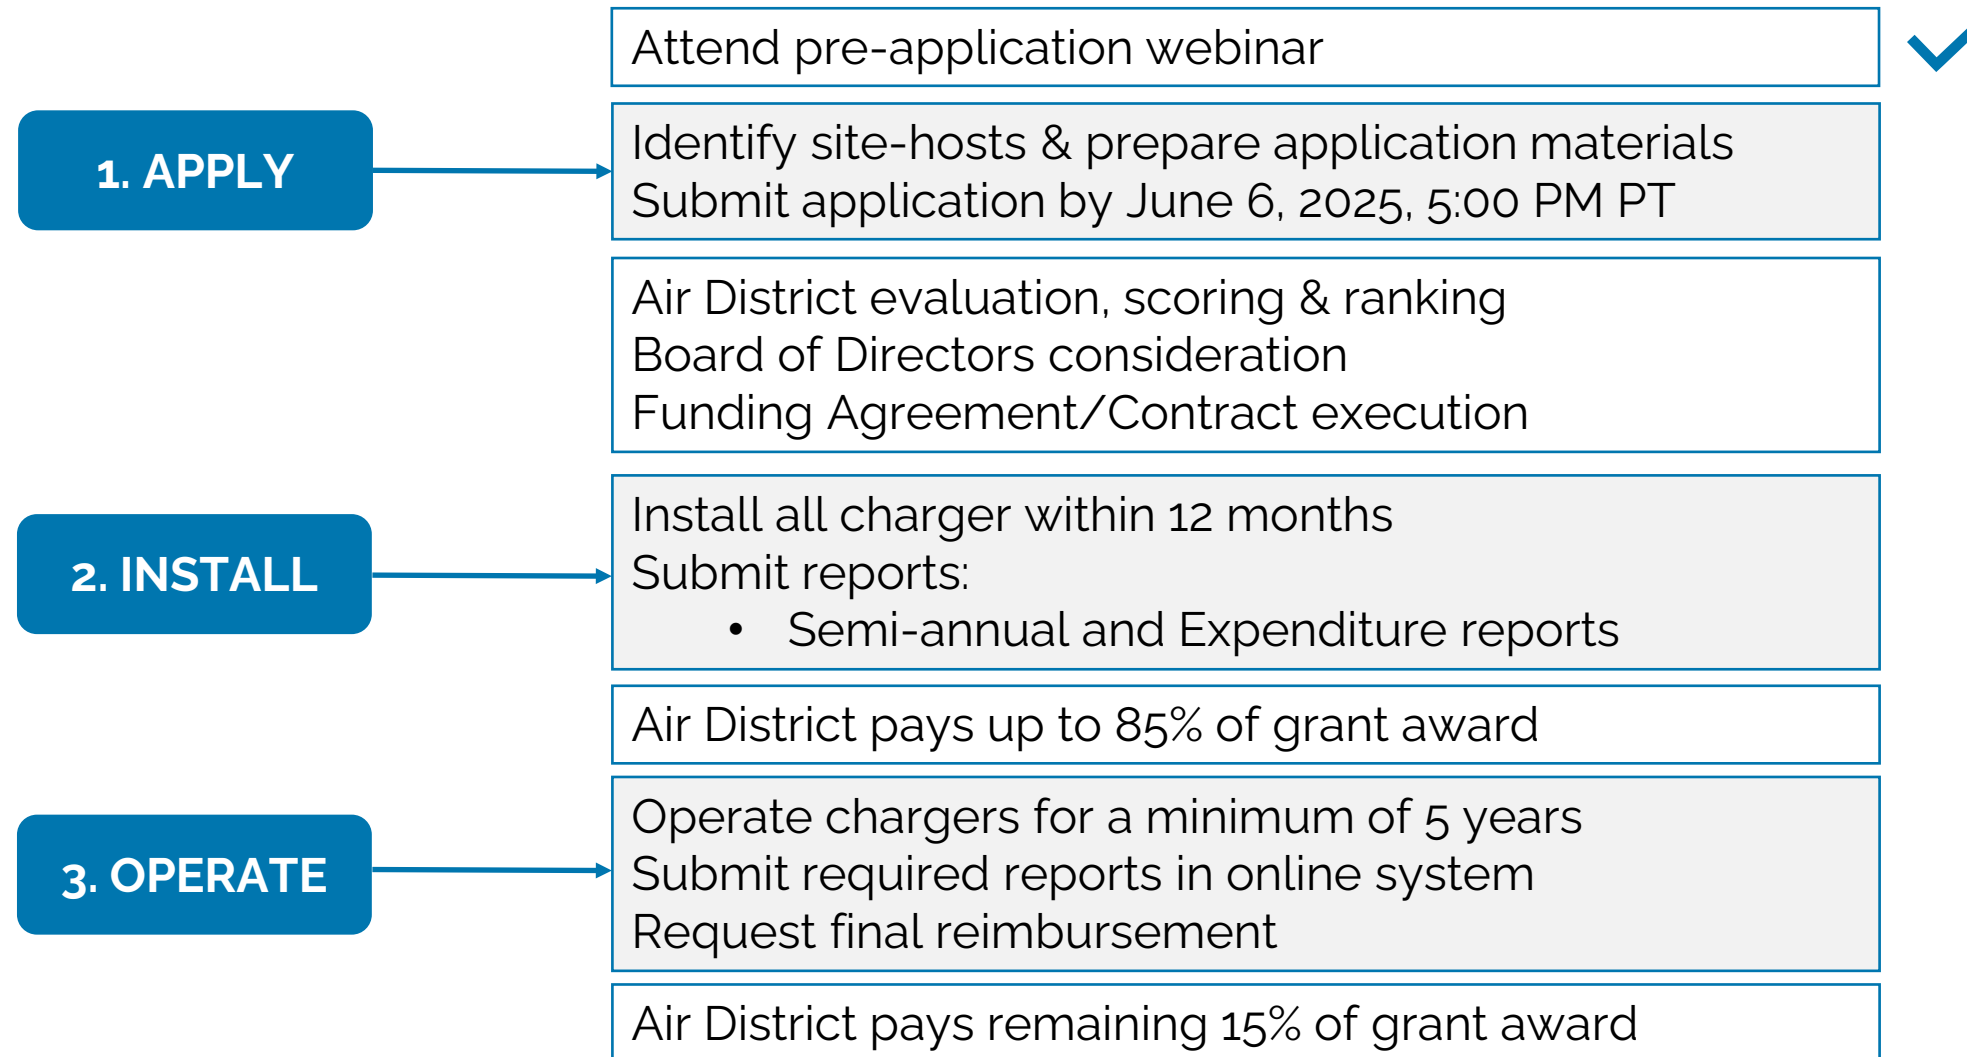 Attend pre-application webinar
1. APPLY
Identify site-hosts & prepare application materials
Submit application by June 6, 2025, 5:00 PM PT
Air District evaluation, scoring & ranking
Board of Directors consideration
Funding Agreement/Contract execution
2. INSTALL
Install all charger within 12 months
Submit reports:
• Semi-annual and Expenditure reports
Air District pays up to 85% of grant award
3. OPERATE
Operate chargers for a minimum of 5 years
Submit required reports in online system
Request final reimbursement
Air District pays remaining 15% of grant award